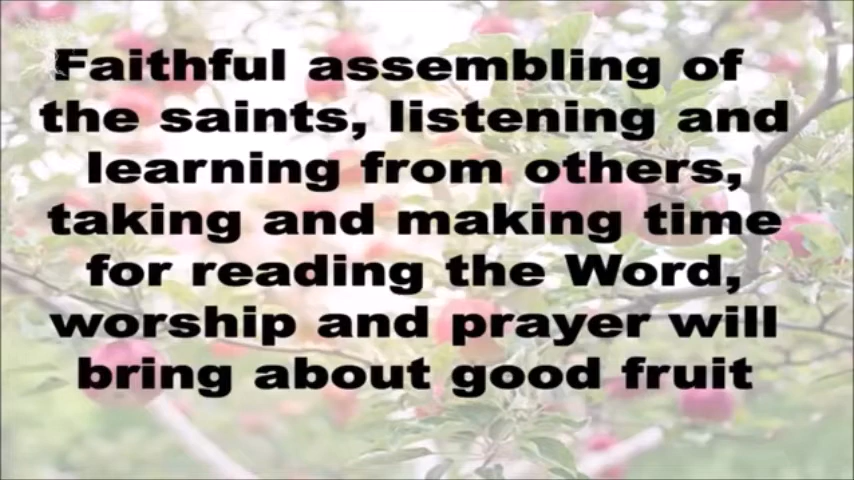 Faithful assembling of
the saints, listening and
learning from others,
taking and making time
for reading the Word,
worship and prayer will
bring about good fruit